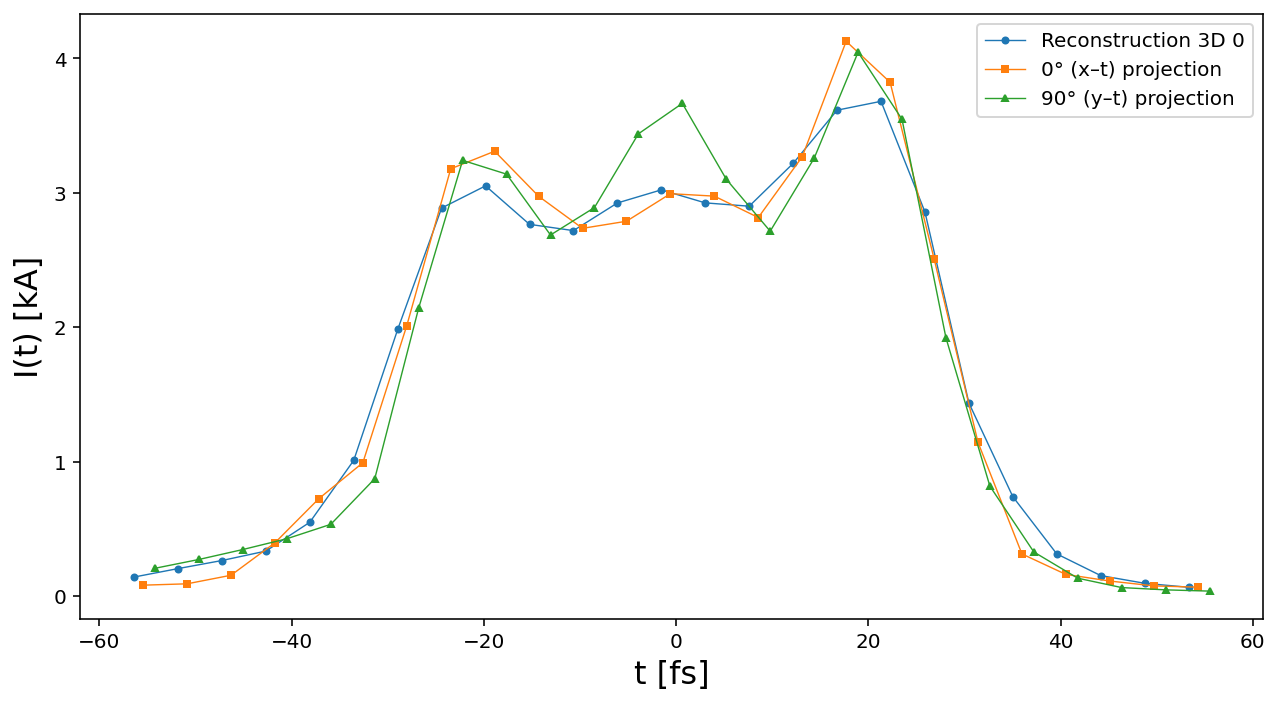 Reconstruction 3D 0
0° (x–t) projection
90° (y–t) projection
4
3
2
1
0
I(t) [kA]
−60 −40 −20 0 20 40 60
t [fs]